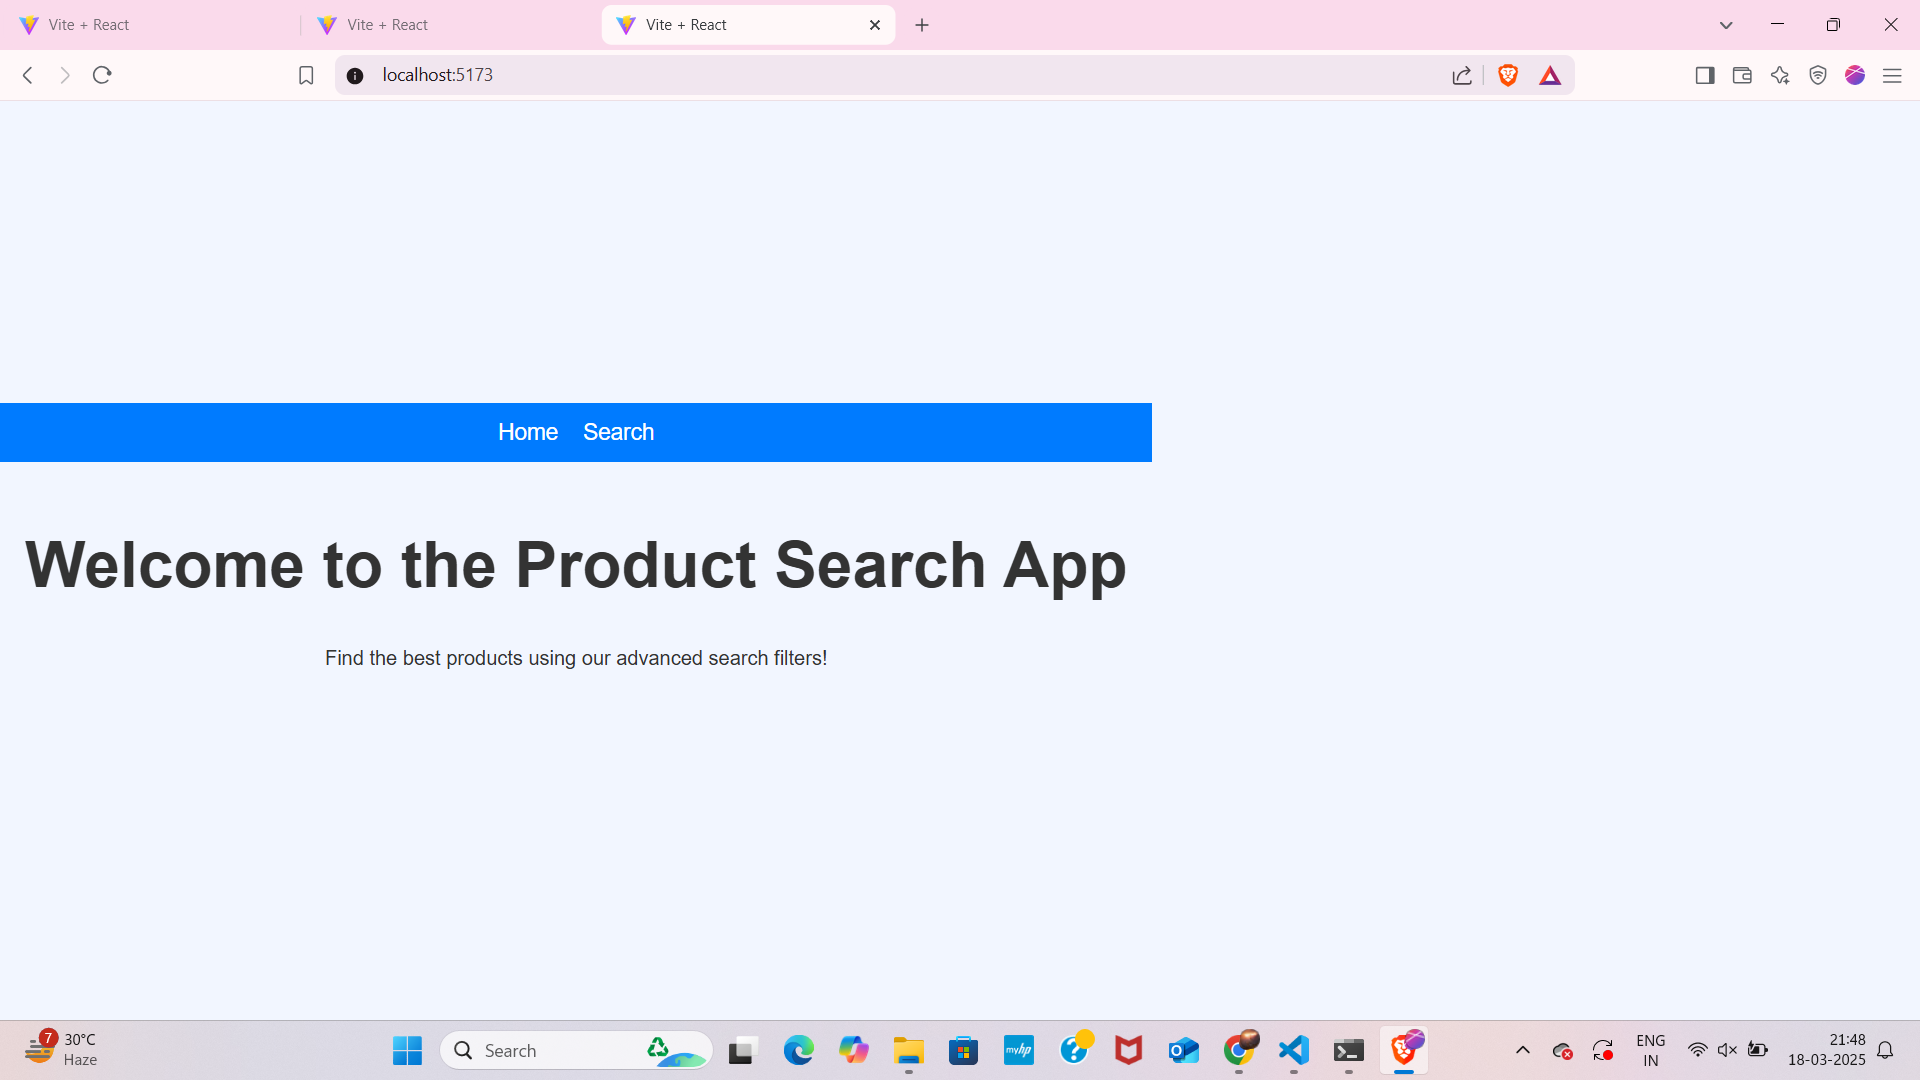 Vite + React
Vite + React
Vite + React
localhost:5173
Home Search
Welcome to the Product Search App
Find the best products using our advanced search filters!
7
30°C
Haze
Search
myhp
ENG
IN
21:48
18-03-2025